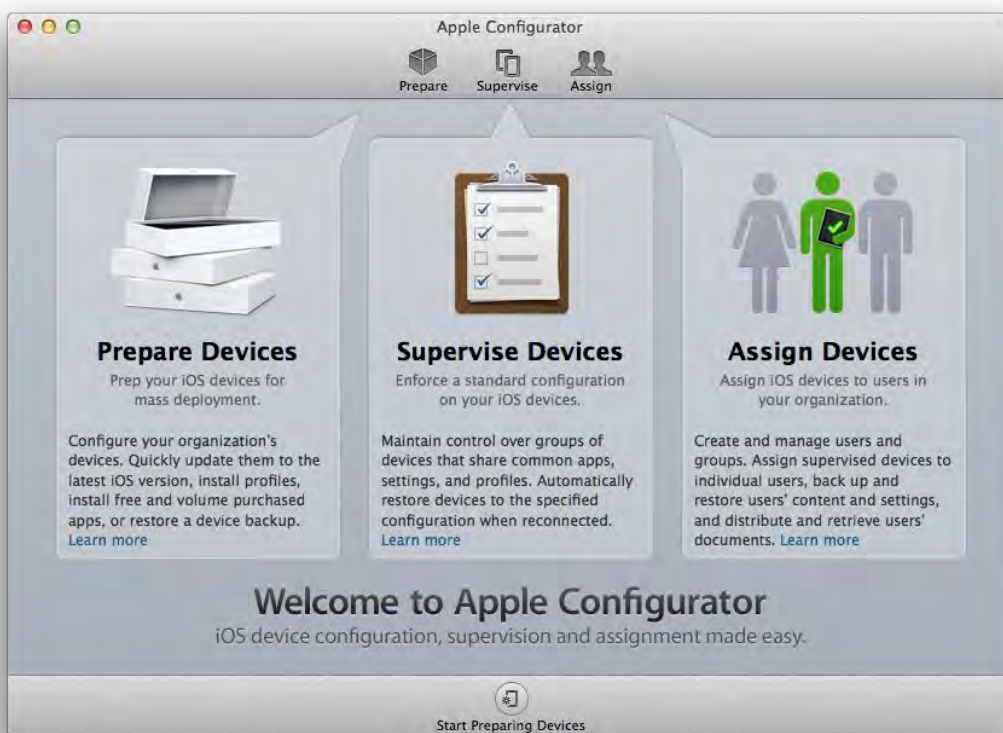 Apple Configurator
Prepare
Supervise
Assign
Prepare Devices
Prep your iOS devices for
mass deployment.
Configure your organization's
devices. Quickly update them to the
latest iOS version, install profiles,
install free and volume purchased
apps, or restore a device backup.
Learn more
Supervise Devices
Enforce a standard configuration
on your iOS devices.
Maintain control over groups of
devices that share common apps,
settings, and profiles. Automatically
restore devices to the specified
configuration when reconnected.
Learn more
Assign Devices
Assign iOS devices to users in
your organization.
Create and manage users and
groups. Assign supervised devices to
individual users, back up and
restore users' content and settings,
and distribute and retrieve users'
documents. Learn more
Welcome to Apple Configurator
iOS device configuration, supervision and assignment made easy.
Start Preparing Devices